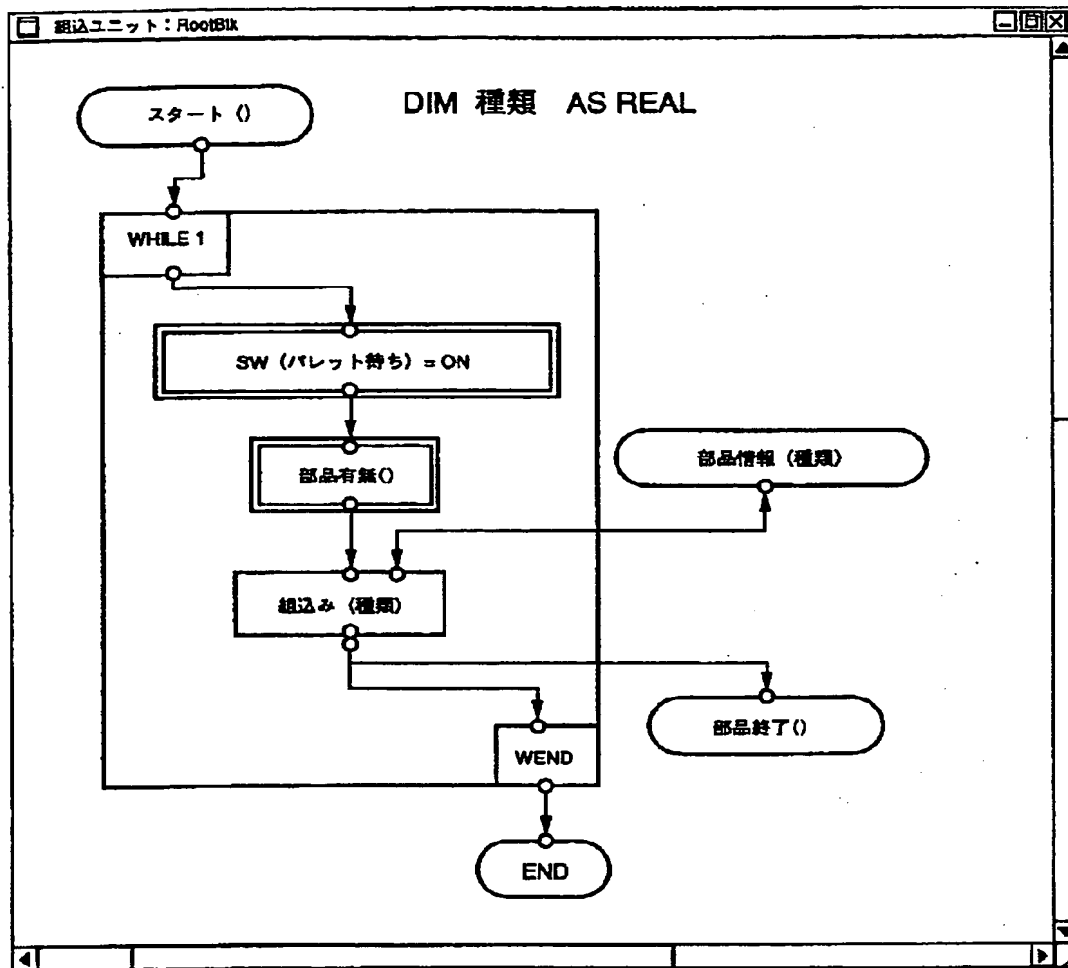 組込ユニット：RootBlk
DIM 種類 AS REAL
スタート()
WHILE 1
SW（パレット待ち）= ON
部品有無()
部品情報（種類）
組込み（種類）
部品終了()
WEND
END